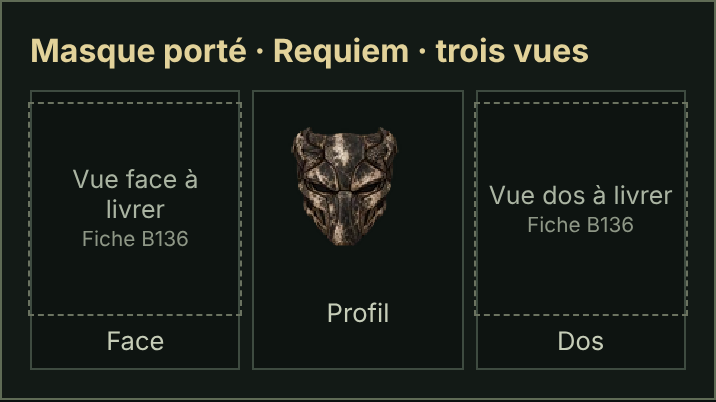 Masque porté · Requiem · trois vues
Vue face à
livrer
Fiche B136
Face
Profil
Vue dos à livrer
Fiche B136
Dos